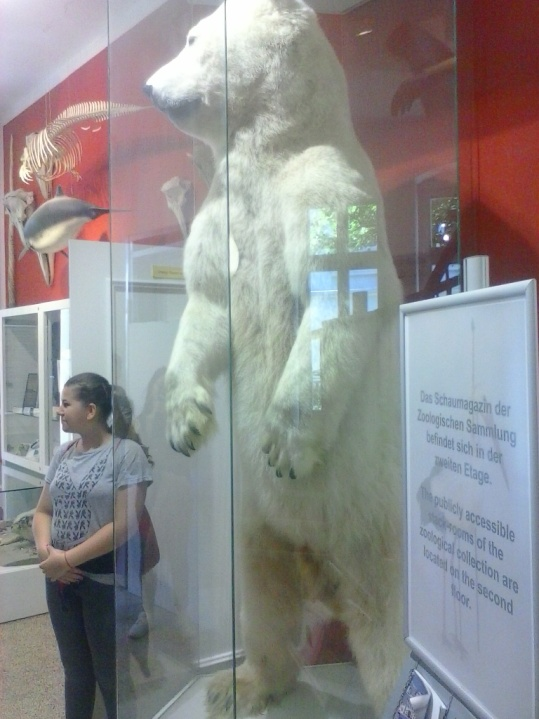 Das Schaumagazin der
Zoologischen Sammlung
befindet sich in der
zweiten Etage.
The publicly accessible
rooms of the
zoological collection are
located on the second
floor.